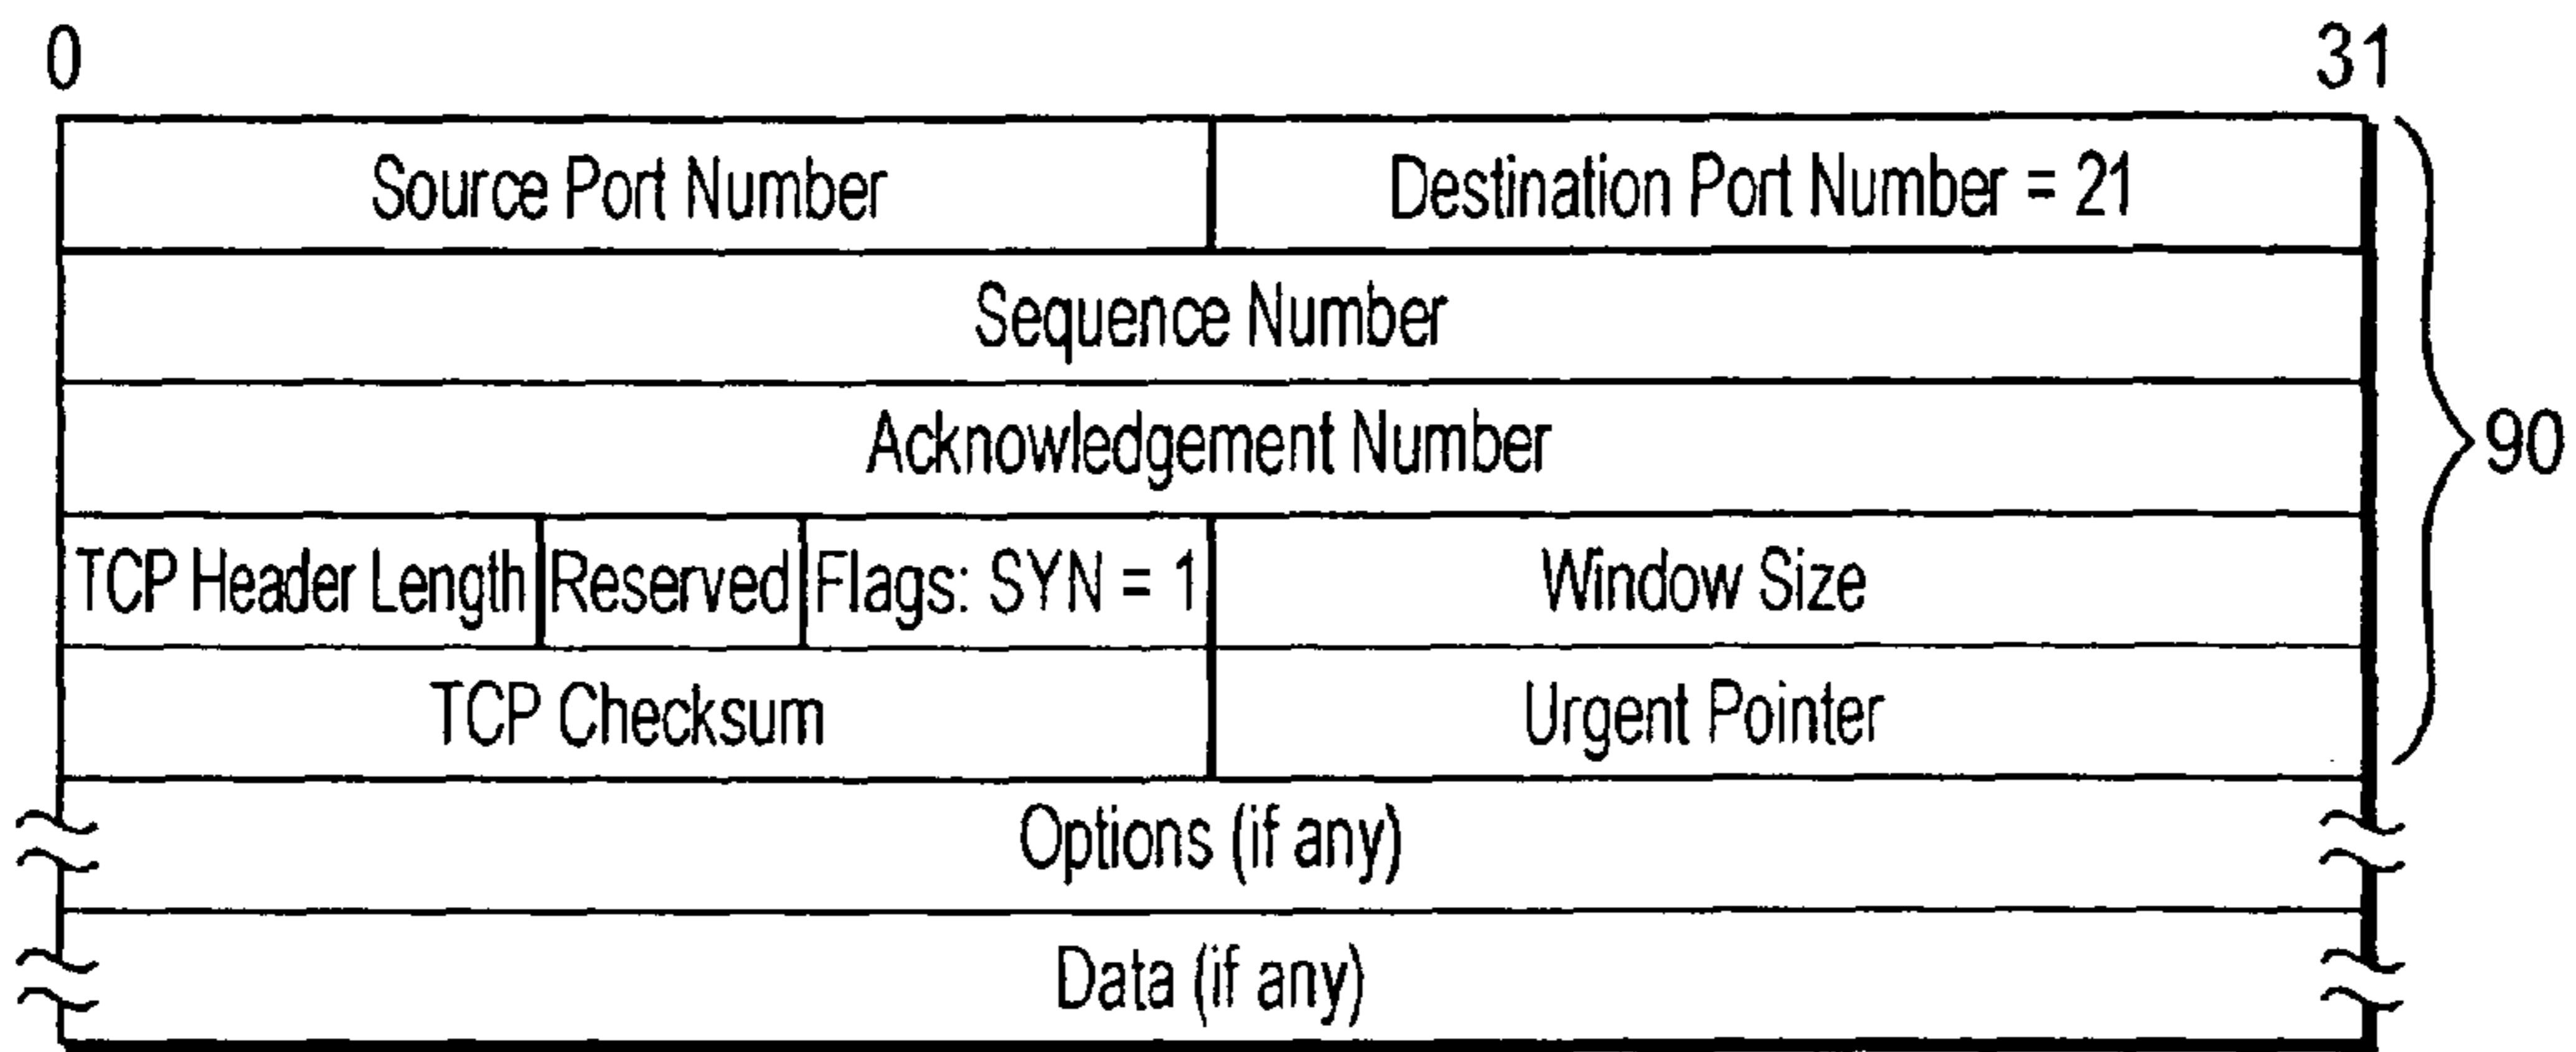 0 31
Source Port Number Destination Port Number = 21
Sequence Number
Acknowledgement Number
90
TCP Header Length Reserved Flags: SYN = 1 Window Size
TCP Checksum Urgent Pointer
Options (if any)
Data (if any)